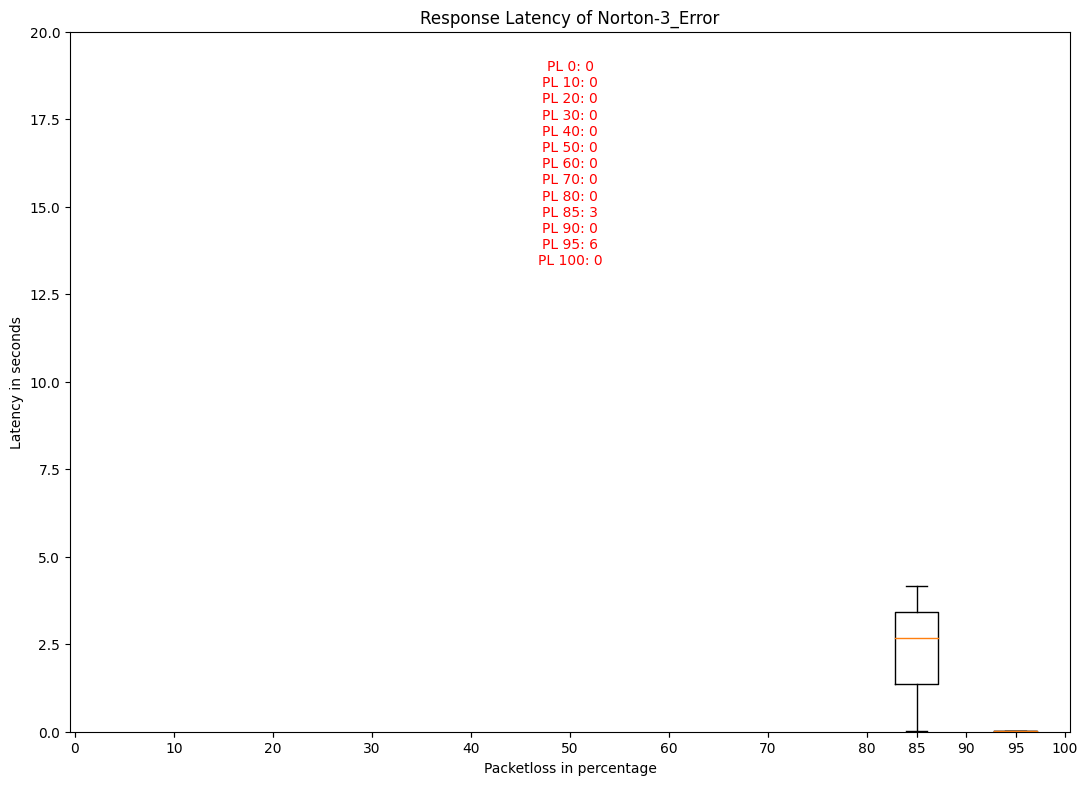 Response Latency of Norton-3_Error
20.0
17.5
15.0
12.5
10.0
7.5
5.0
2.5
0.0
Latency in seconds
PL 0: 0
PL 10: 0
PL 20: 0
PL 30: 0
PL 40: 0
PL 50: 0
PL 60: 0
PL 70: 0
PL 80: 0
PL 85: 3
PL 90: 0
PL 95: 6
PL 100: 0
0 10 20 30 40 50 60 70 80 85 90 95 100
Packetloss in percentage